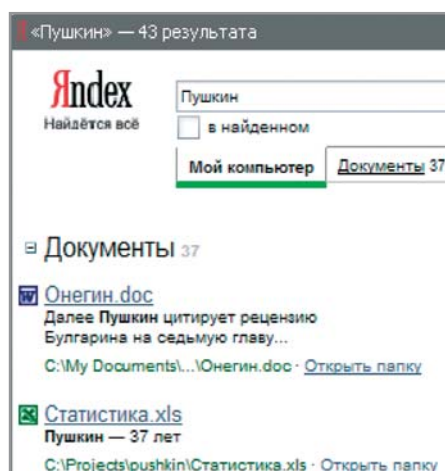 «Пушкин» — 43 результата
Яndex
Найдётся всё
Пушкин
в найденном
Мой компьютер
Документы 37
Документы 37
Онегин.doc
Далее Пушкин цитирует рецензию
Булгарина на седьмую главу...
C:\My Documents\...\Онегин.doc · Открыть папку
Статистика.xls
Пушкин — 37 лет
C:\Projects\pushkin\Статистика.xls · Открыть папку